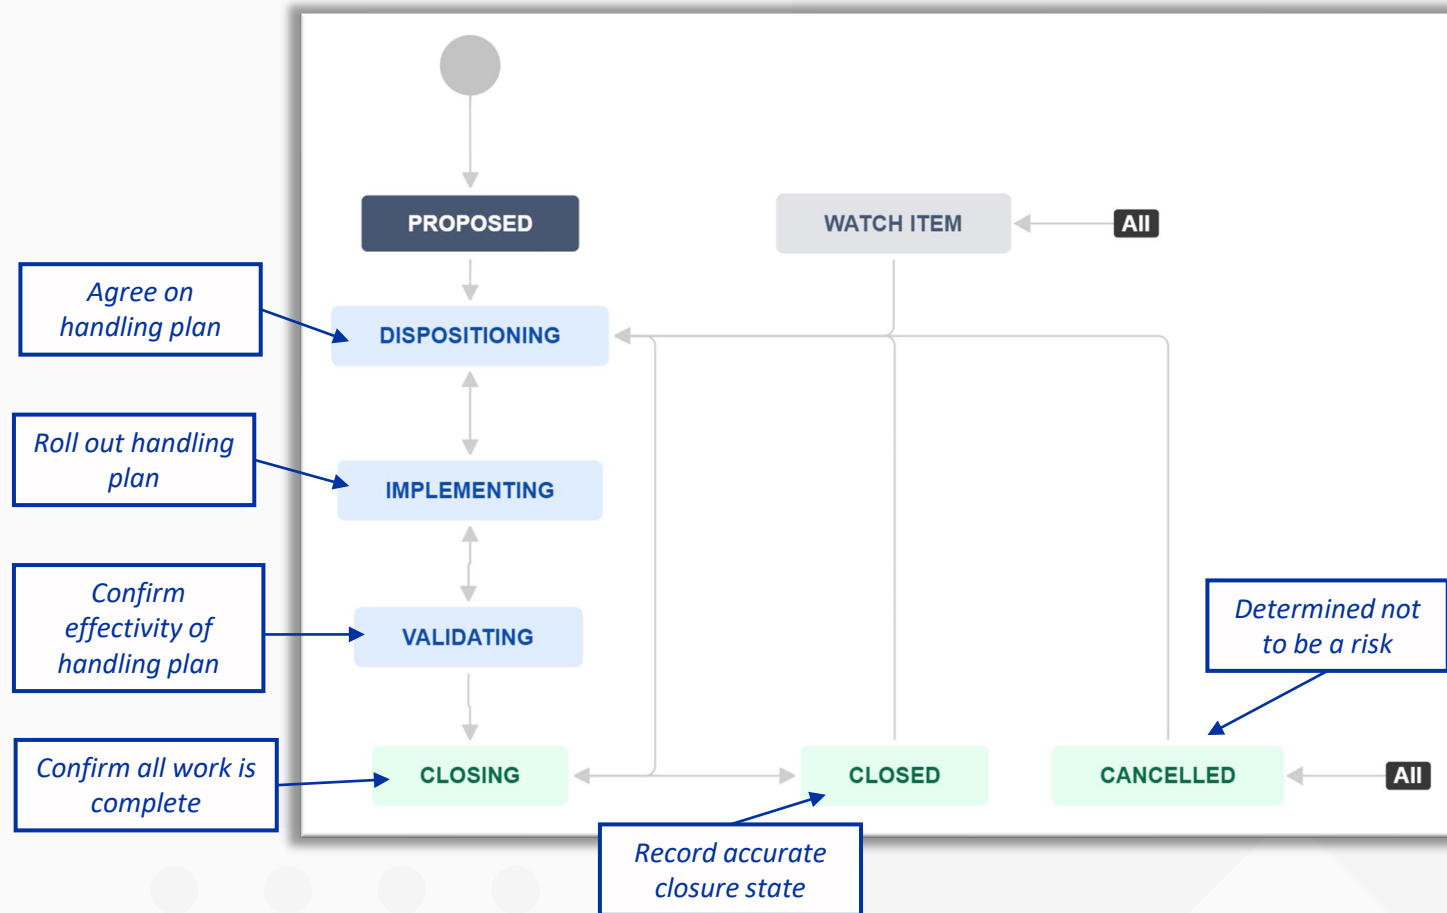 PROPOSED
WATCH ITEM
All
Agree on
handling plan
DISPOSITIONING
Roll out handling
plan
IMPLEMENTING
Confirm
effectivity of
handling plan
VALIDATING
Determined not
to be a risk
Confirm all work is
complete
CLOSING
CLOSED
CANCELLED
All
Record accurate
closure state